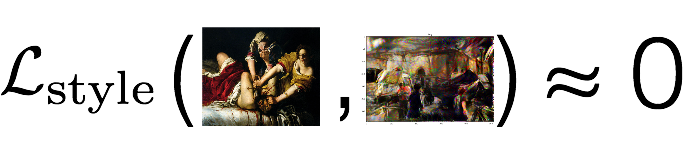 ℒstyle ( , ) ≈ 0